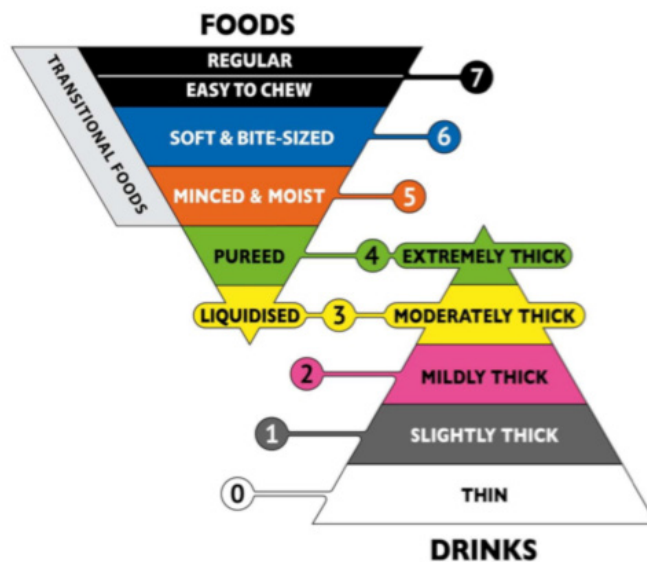 FOODS
TRANSITIONAL FOODS
REGULAR
EASY TO CHEW
7
SOFT & BITE-SIZED
6
MINCED & MOIST
5
PUREED
4
EXTREMELY THICK
LIQUIDISED
3
MODERATELY THICK
2
MILDLY THICK
1
SLIGHTLY THICK
0
THIN
DRINKS